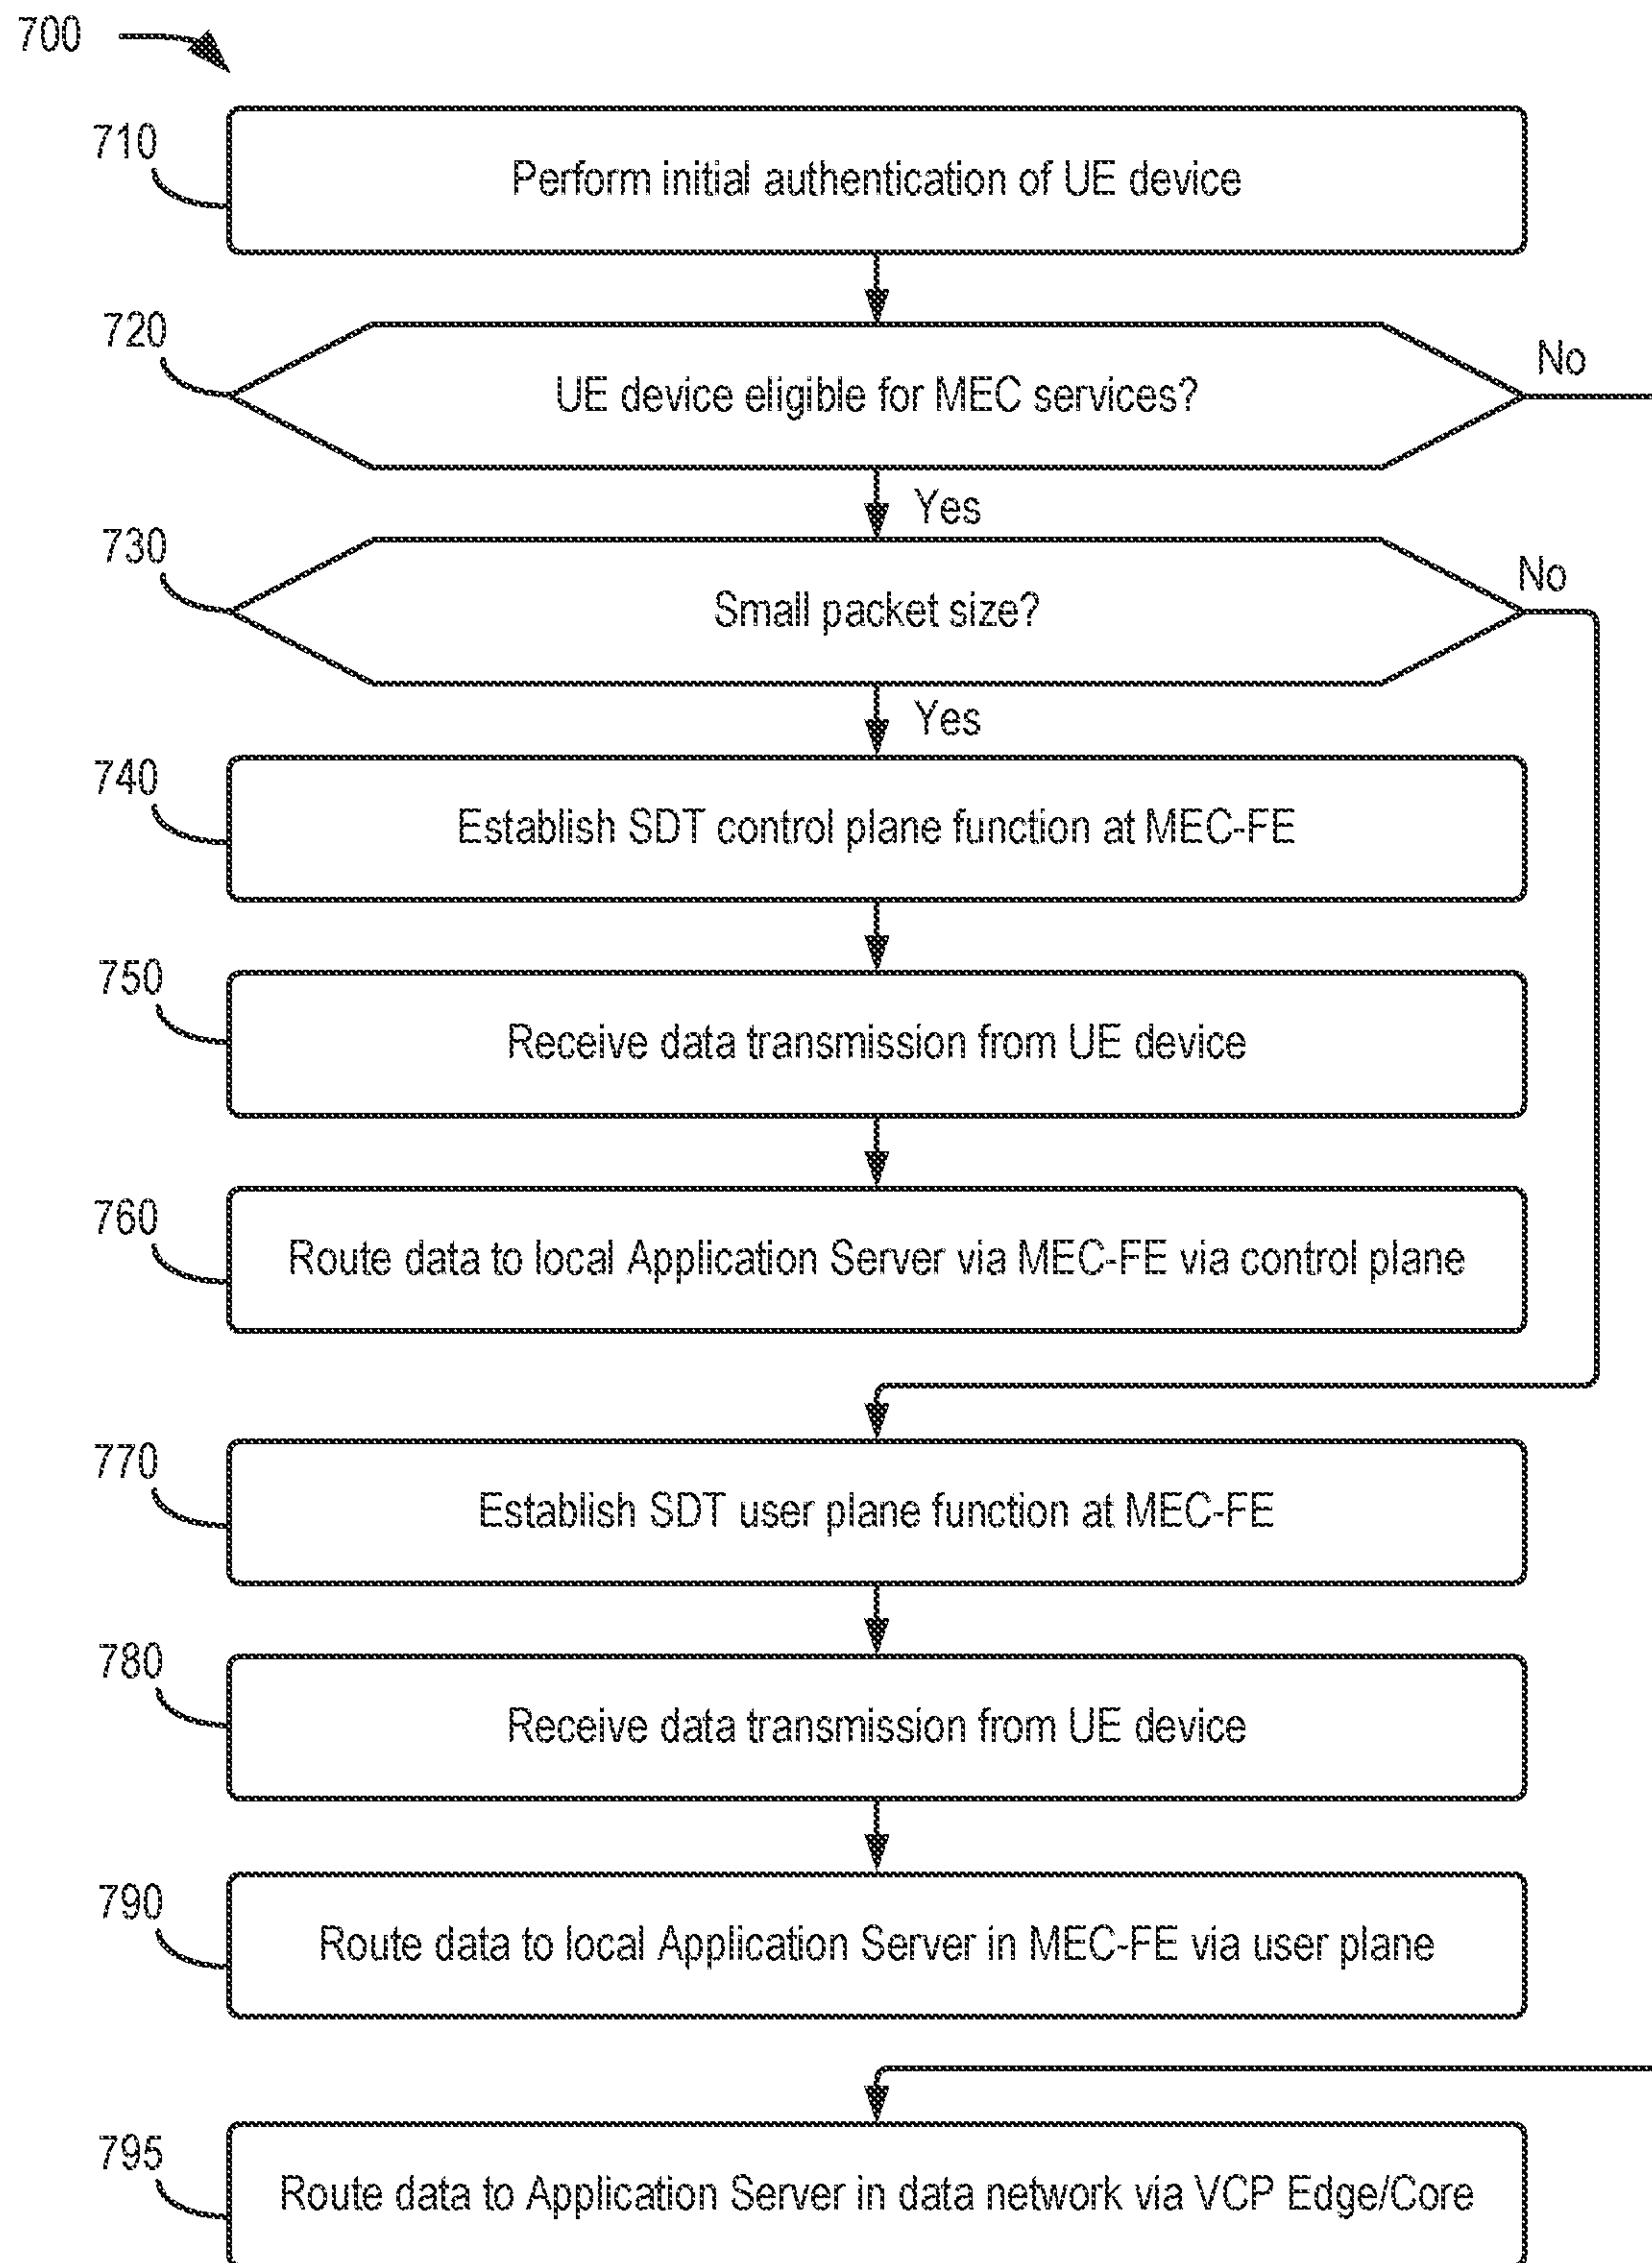 700
710
Perform initial authentication of UE device
720
UE device eligible for MEC services?
No
Yes
730
Small packet size?
No
Yes
740
Establish SDT control plane function at MEC-FE
750
Receive data transmission from UE device
760
Route data to local Application Server via MEC-FE via control plane
770
Establish SDT user plane function at MEC-FE
780
Receive data transmission from UE device
790
Route data to local Application Server in MEC-FE via user plane
795
Route data to Application Server in data network via VCP Edge/Core